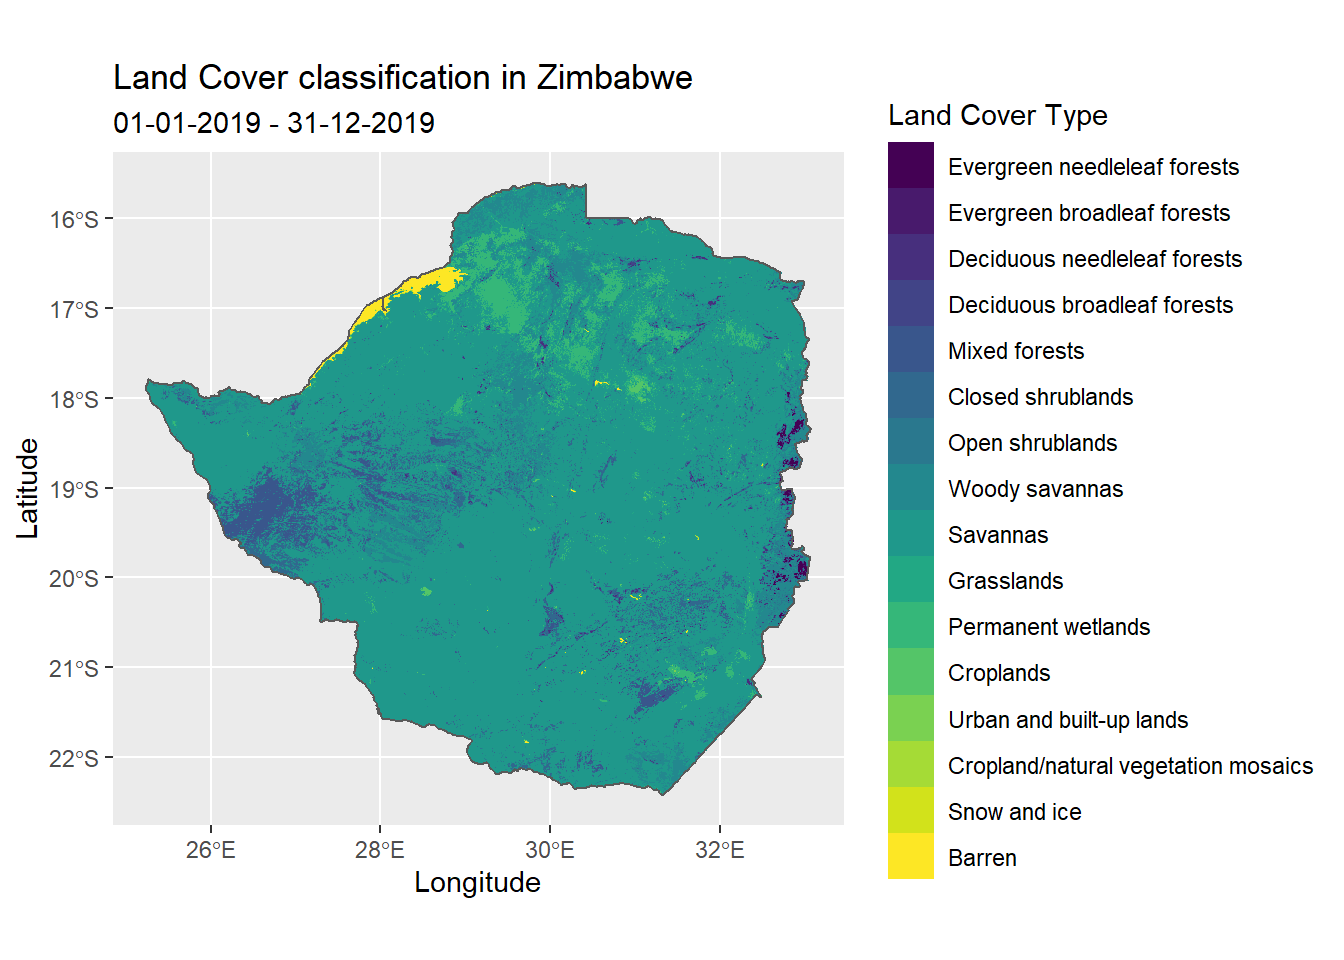 Land Cover classification in Zimbabwe
01-01-2019 - 31-12-2019
Latitude
16°S
17°S
18°S
19°S
20°S
21°S
22°S
26°E
28°E
30°E
32°E
Longitude
Land Cover Type
Evergreen needleleaf forests
Evergreen broadleaf forests
Deciduous needleleaf forests
Deciduous broadleaf forests
Mixed forests
Closed shrublands
Open shrublands
Woody savannas
Savannas
Grasslands
Permanent wetlands
Croplands
Urban and built-up lands
Cropland/natural vegetation mosaics
Snow and ice
Barren